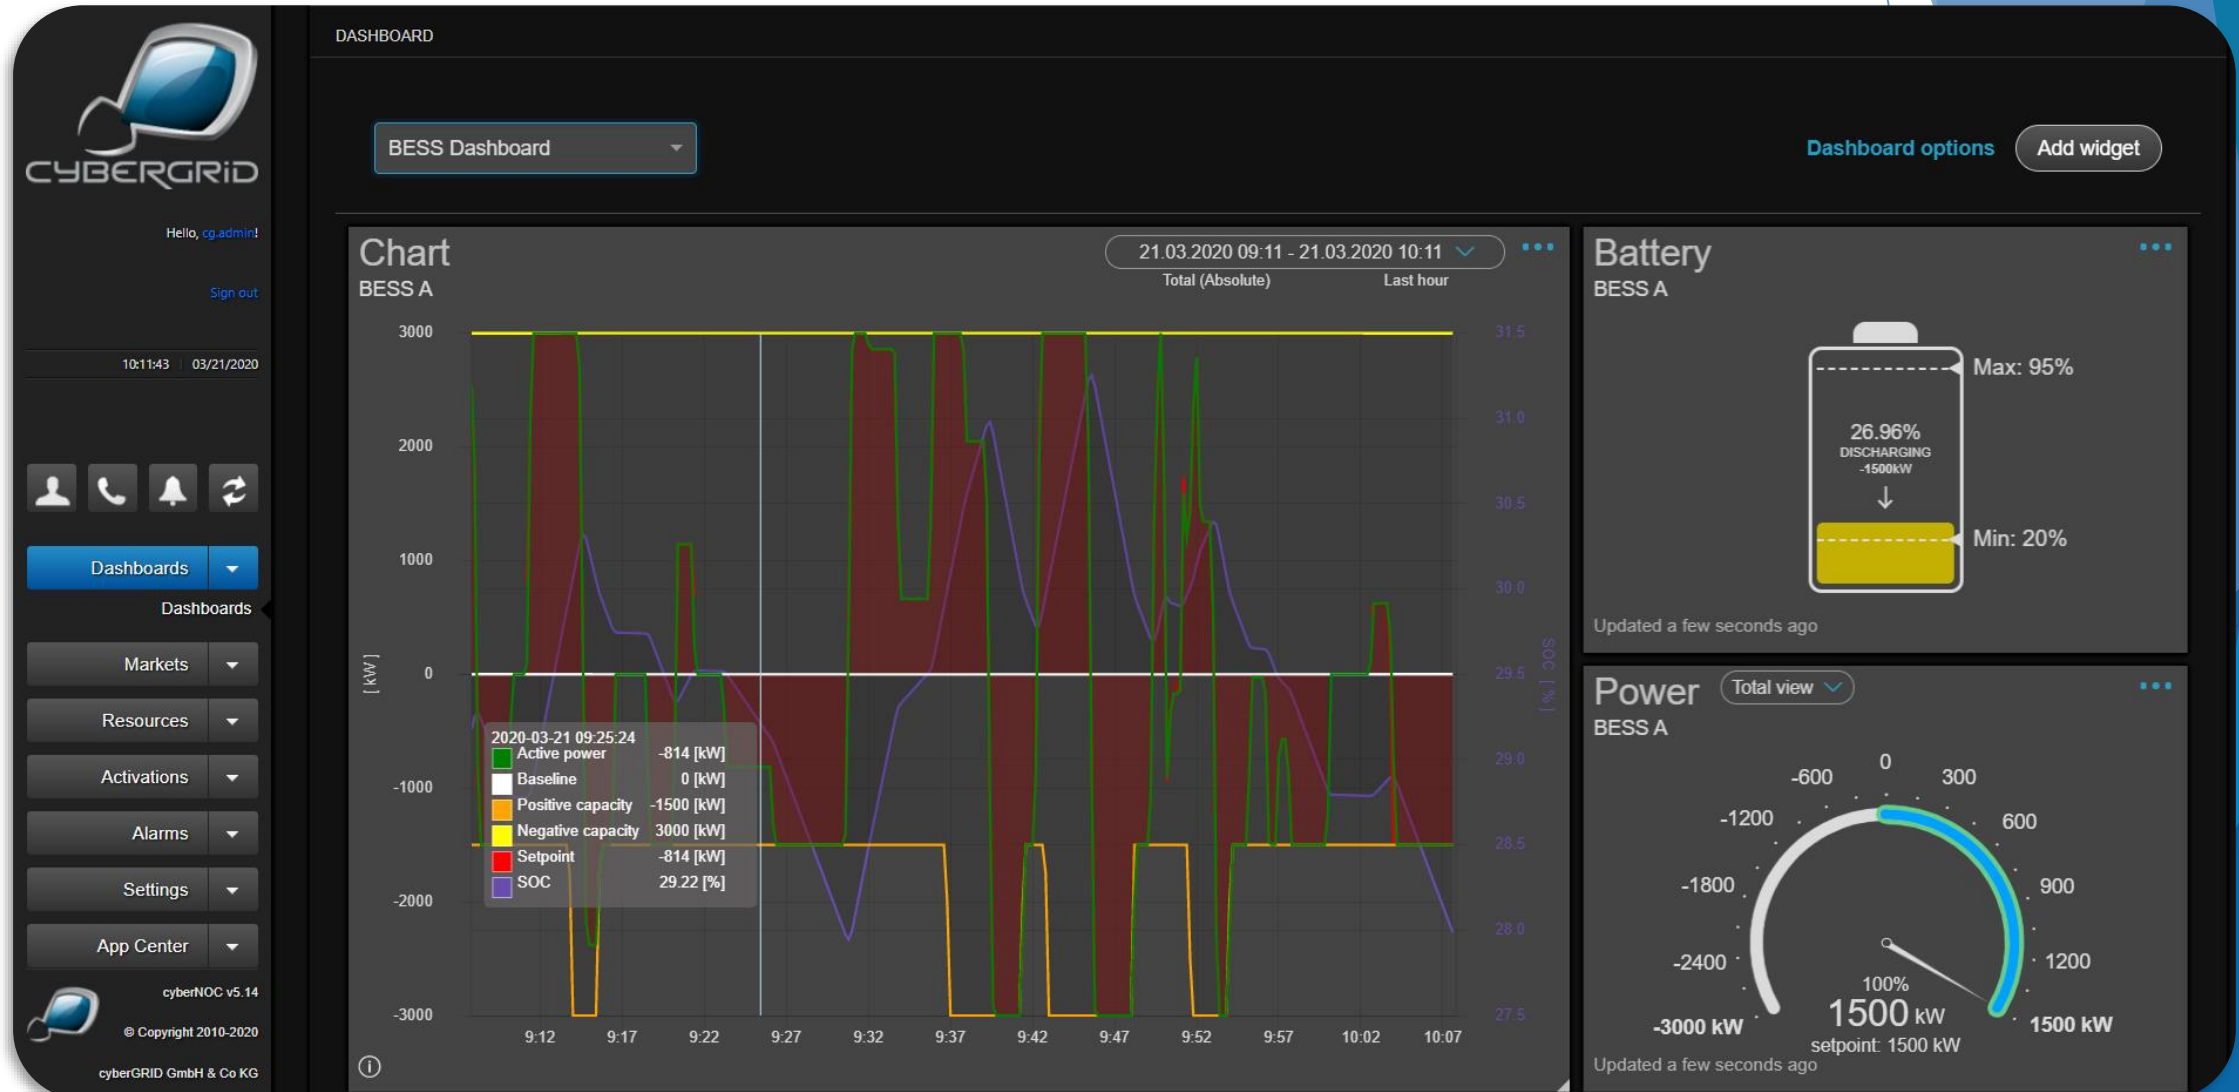 CYBERGRID
Hello, cg.admin!
Sign out
10:11:43 03/21/2020
Dashboards
Dashboards
Markets
Resources
Activations
Alarms
Settings
App Center
cyberNOC v5.14
© Copyright 2010-2020
cyberGRID GmbH & Co KG
DASHBOARD
BESS Dashboard
Dashboard options
Add widget
Chart
BESS A
21.03.2020 09:11 - 21.03.2020 10:11
Total (Absolute) Last hour
3000
2000
1000
0
-1000
-2000
-3000
[kW]
2020-03-21 09:25:24
Active power -814 [kW]
Baseline 0 [kW]
Positive capacity -1500 [kW]
Negative capacity 3000 [kW]
Setpoint -814 [kW]
SOC 29.22 [%]
31.5
31.0
30.5
30.0
29.5
29.0
28.5
28.0
27.5
SOC [%]
9:12 9:17 9:22 9:27 9:32 9:37 9:42 9:47 9:52 9:57 10:02 10:07
Battery
BESS A
Max: 95%
26.96%
DISCHARGING
-1500kW
Min: 20%
Updated a few seconds ago
Power
Total view
BESS A
0
-600 300
-1200 600
-1800 900
-2400 1200
-3000 kW 1500 kW
100%
1500 kW
setpoint: 1500 kW
Updated a few seconds ago